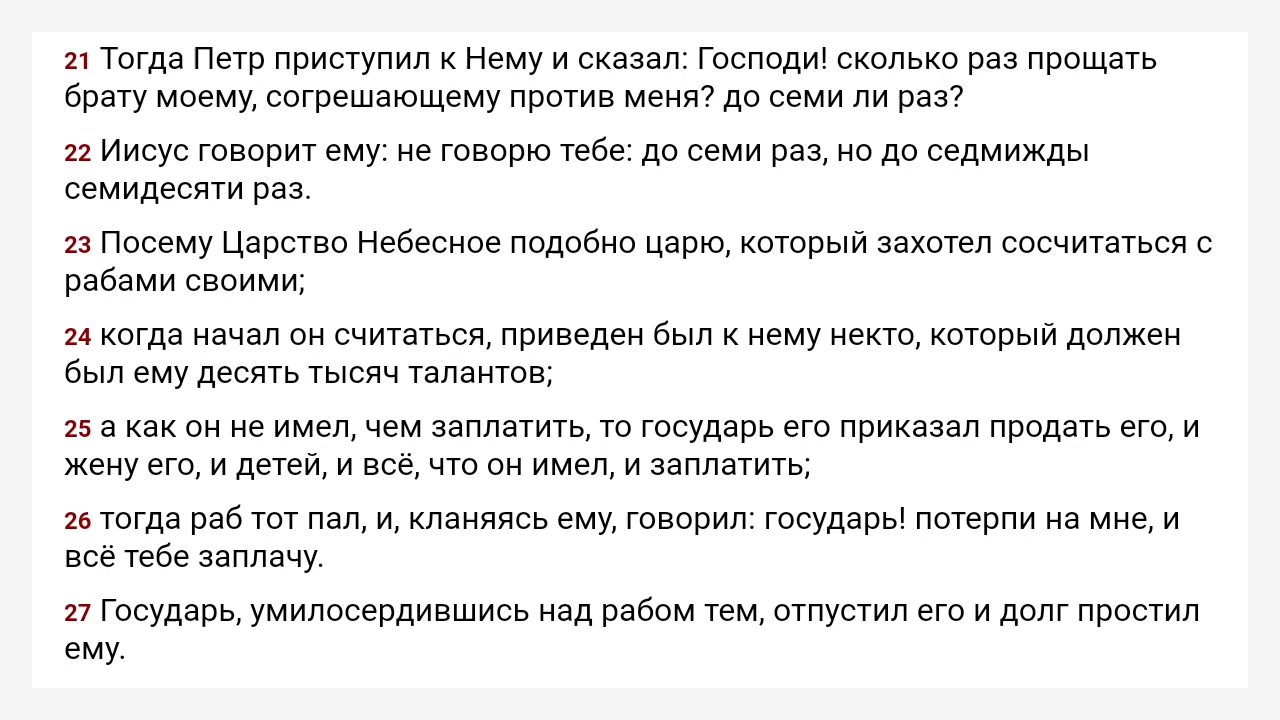 21 Тогда Петр приступил к Нему и сказал: Господи! сколько раз прощать
брату моему, согрешающему против меня? до семи ли раз?
22 Иисус говорит ему: не говорю тебе: до семи раз, но до седмижды
семидесяти раз.
23 Посему Царство Небесное подобно царю, который захотел сосчитаться с
рабами своими;
24 когда начал он считаться, приведен был к нему некто, который должен
был ему десять тысяч талантов;
25 а как он не имел, чем заплатить, то государь его приказал продать его, и
жену его, и детей, и всё, что он имел, и заплатить;
26 тогда раб тот пал, и, кланяясь ему, говорил: государь! потерпи на мне, и
всё тебе заплачу.
27 Государь, умилосердившись над рабом тем, отпустил его и долг простил
ему.